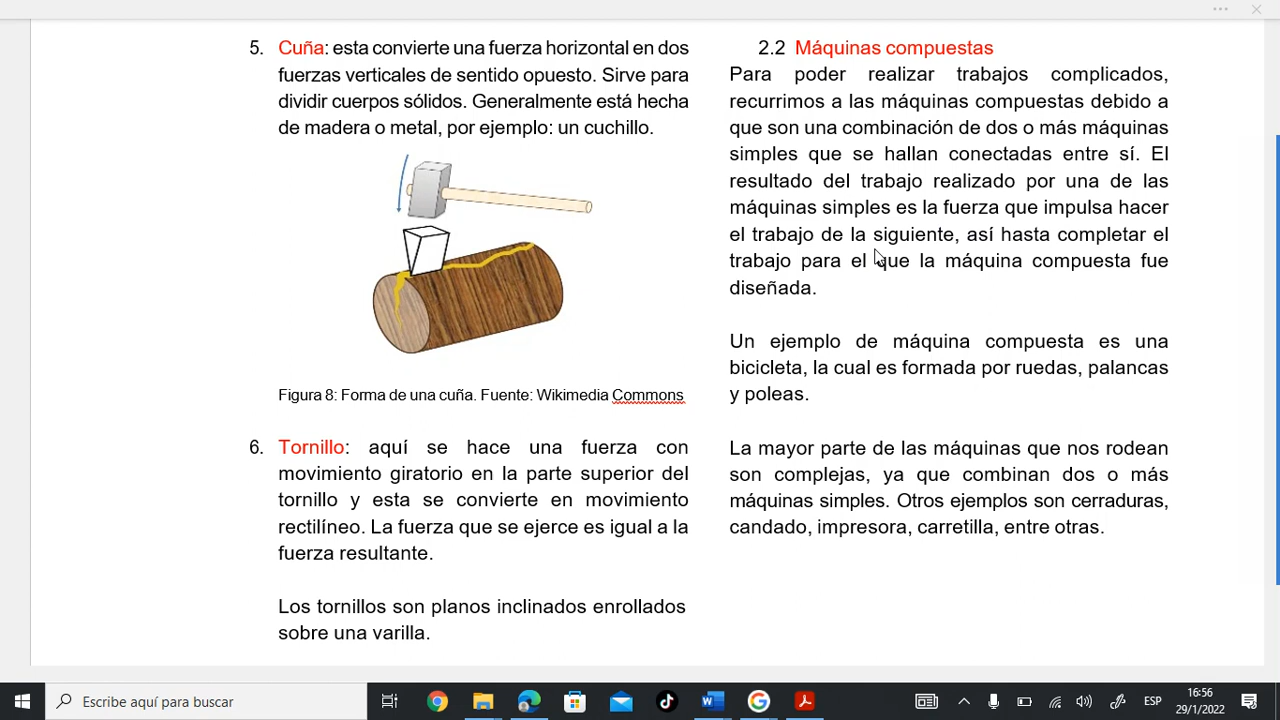 5. Cuña: esta convierte una fuerza horizontal en dos
fuerzas verticales de sentido opuesto. Sirve para
dividir cuerpos sólidos. Generalmente está hecha
de madera o metal, por ejemplo: un cuchillo.
Figura 8: Forma de una cuña. Fuente: Wikimedia Commons
6. Tornillo: aquí se hace una fuerza con
movimiento giratorio en la parte superior del
tornillo y esta se convierte en movimiento
rectilíneo. La fuerza que se ejerce es igual a la
fuerza resultante.
Los tornillos son planos inclinados enrollados
sobre una varilla.
2.2 Máquinas compuestas
Para poder realizar trabajos complicados,
recurrimos a las máquinas compuestas debido a
que son una combinación de dos o más máquinas
simples que se hallan conectadas entre sí. El
resultado del trabajo realizado por una de las
máquinas simples es la fuerza que impulsa hacer
el trabajo de la siguiente, así hasta completar el
trabajo para el que la máquina compuesta fue
diseñada.
Un ejemplo de máquina compuesta es una
bicicleta, la cual es formada por ruedas, palancas
y poleas.
La mayor parte de las máquinas que nos rodean
son complejas, ya que combinan dos o más
máquinas simples. Otros ejemplos son cerraduras,
candado, impresora, carretilla, entre otras.
Escribe aquí para buscar
ESP
16:56
29/1/2022